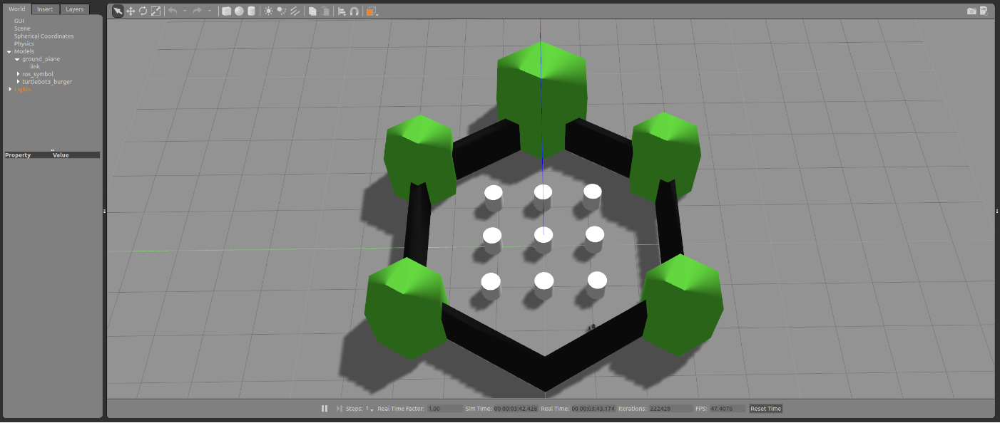 World Insert Layers
GUI
Scene
Spherical Coordinates
Physics
Models
ground_plane
link
ros_symbol
turtlebot3_burger
Lights
Property Value
Steps: 1 Real Time Factor: 1.00 Sim Time: 00 00:03:42.428 Real Time: 00 00:03:43.174 Iterations: 222428 FPS: 47.4076 Reset Time